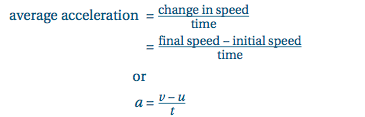 average acceleration = change in speed / time
= final speed – initial speed / time
or
a = v – u / t